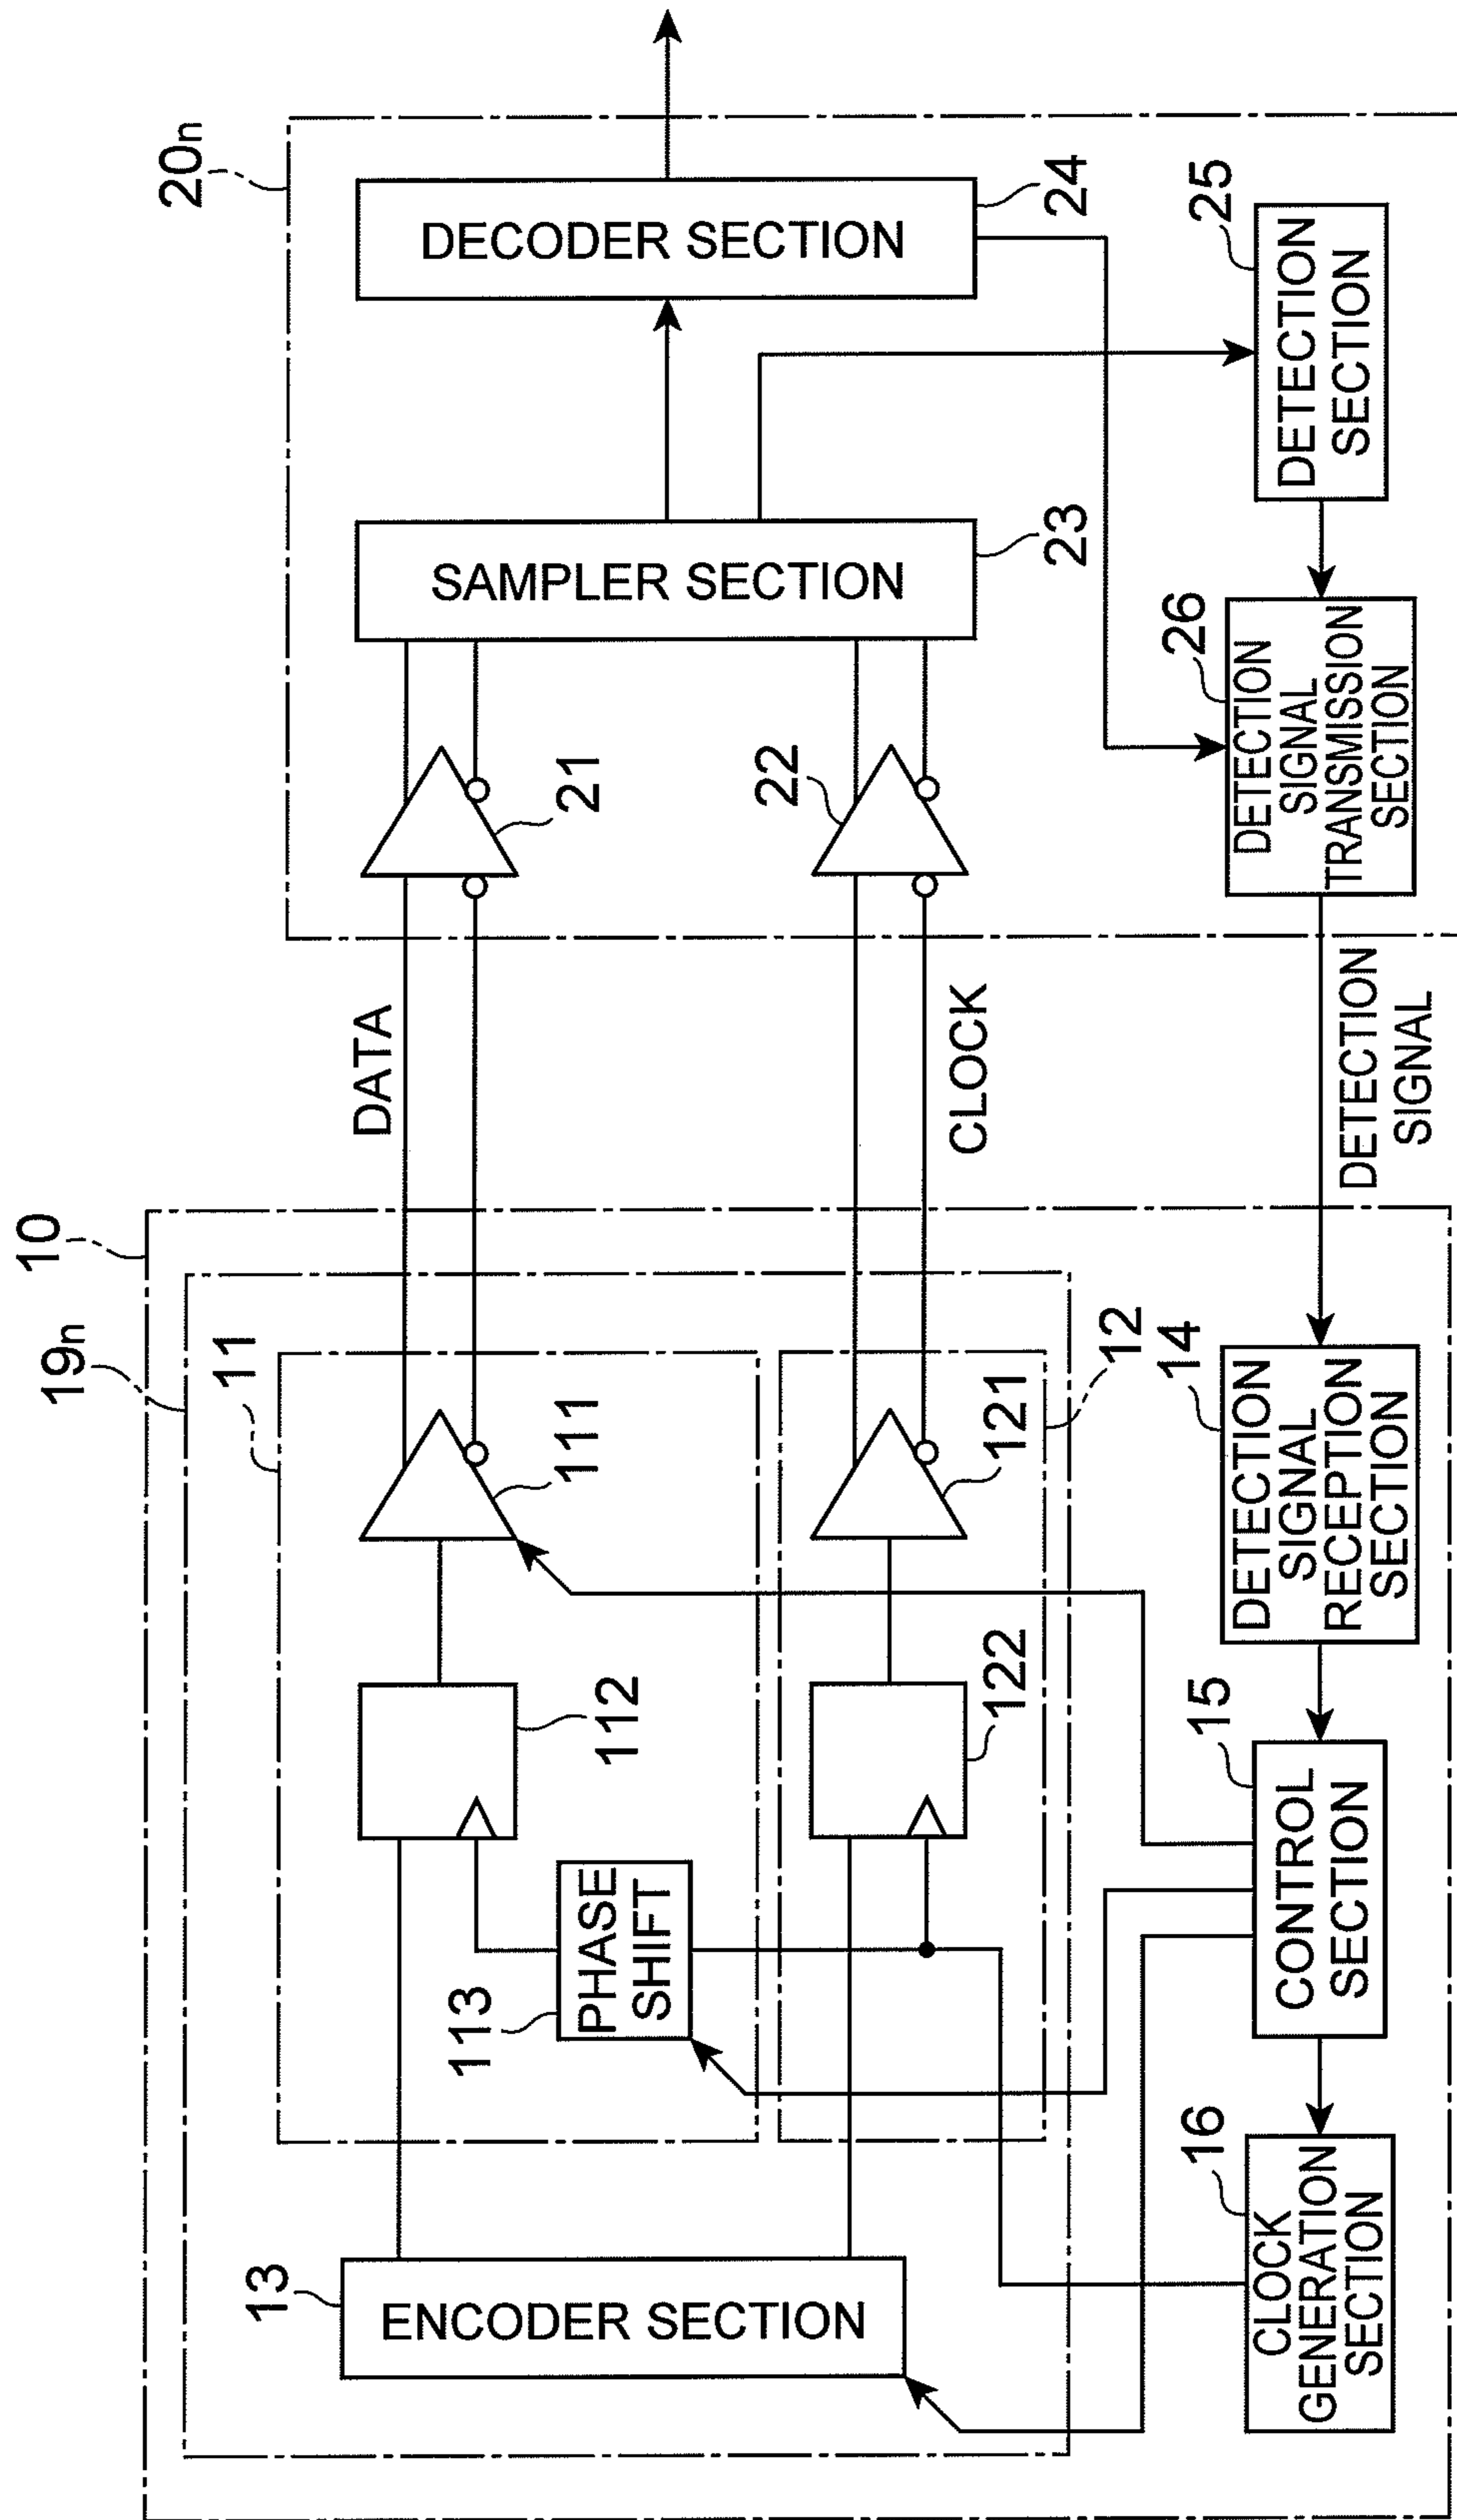 10
19n
11
13
ENCODER SECTION
112
111
113
PHASE
SHIFT
122
121
12
16
CLOCK
GENERATION
SECTION
15
CONTROL
SECTION
14
DETECTION
SIGNAL
RECEPTION
SECTION
DATA
CLOCK
DETECTION
SIGNAL
20n
21
22
SAMPLER SECTION
23
DECODER SECTION
24
26
DETECTION
SIGNAL
TRANSMISSION
SECTION
25
DETECTION
SECTION